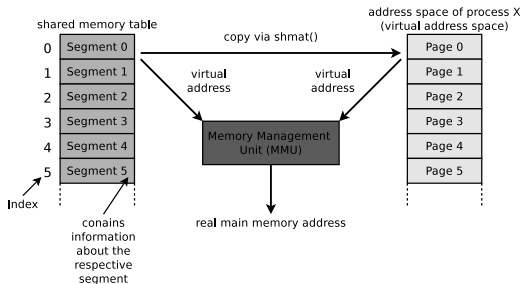 shared memory table
address space of process X
(virtual address space)
0
Segment 0
copy via shmat()
Page 0
1
Segment 1
virtual
address
virtual
address
Page 1
2
Segment 2
Page 2
3
Segment 3
Memory Management
Unit (MMU)
Page 3
4
Segment 4
Page 4
5
Segment 5
Page 5
Index
conains
information
about the
respective
segment
real main memory address